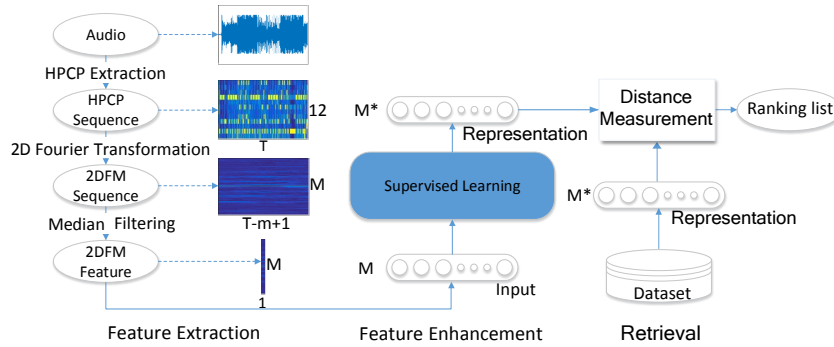 Audio
HPCP Extraction
HPCP
Sequence
12
T
2D Fourier Transformation
2DFM
Sequence
M
T-m+1
Median Filtering
2DFM
Feature
M
1
Feature Extraction
M*
Representation
Supervised Learning
M
Input
Feature Enhancement
Distance
Measurement
Ranking list
M*
Representation
Dataset
Retrieval